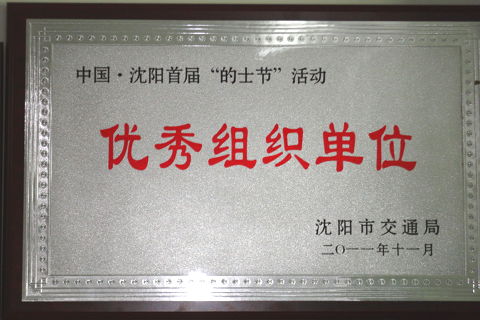 中国·沈阳首届“的士节”活动
优秀组织单位
沈阳市交通局
二〇一一年十一月